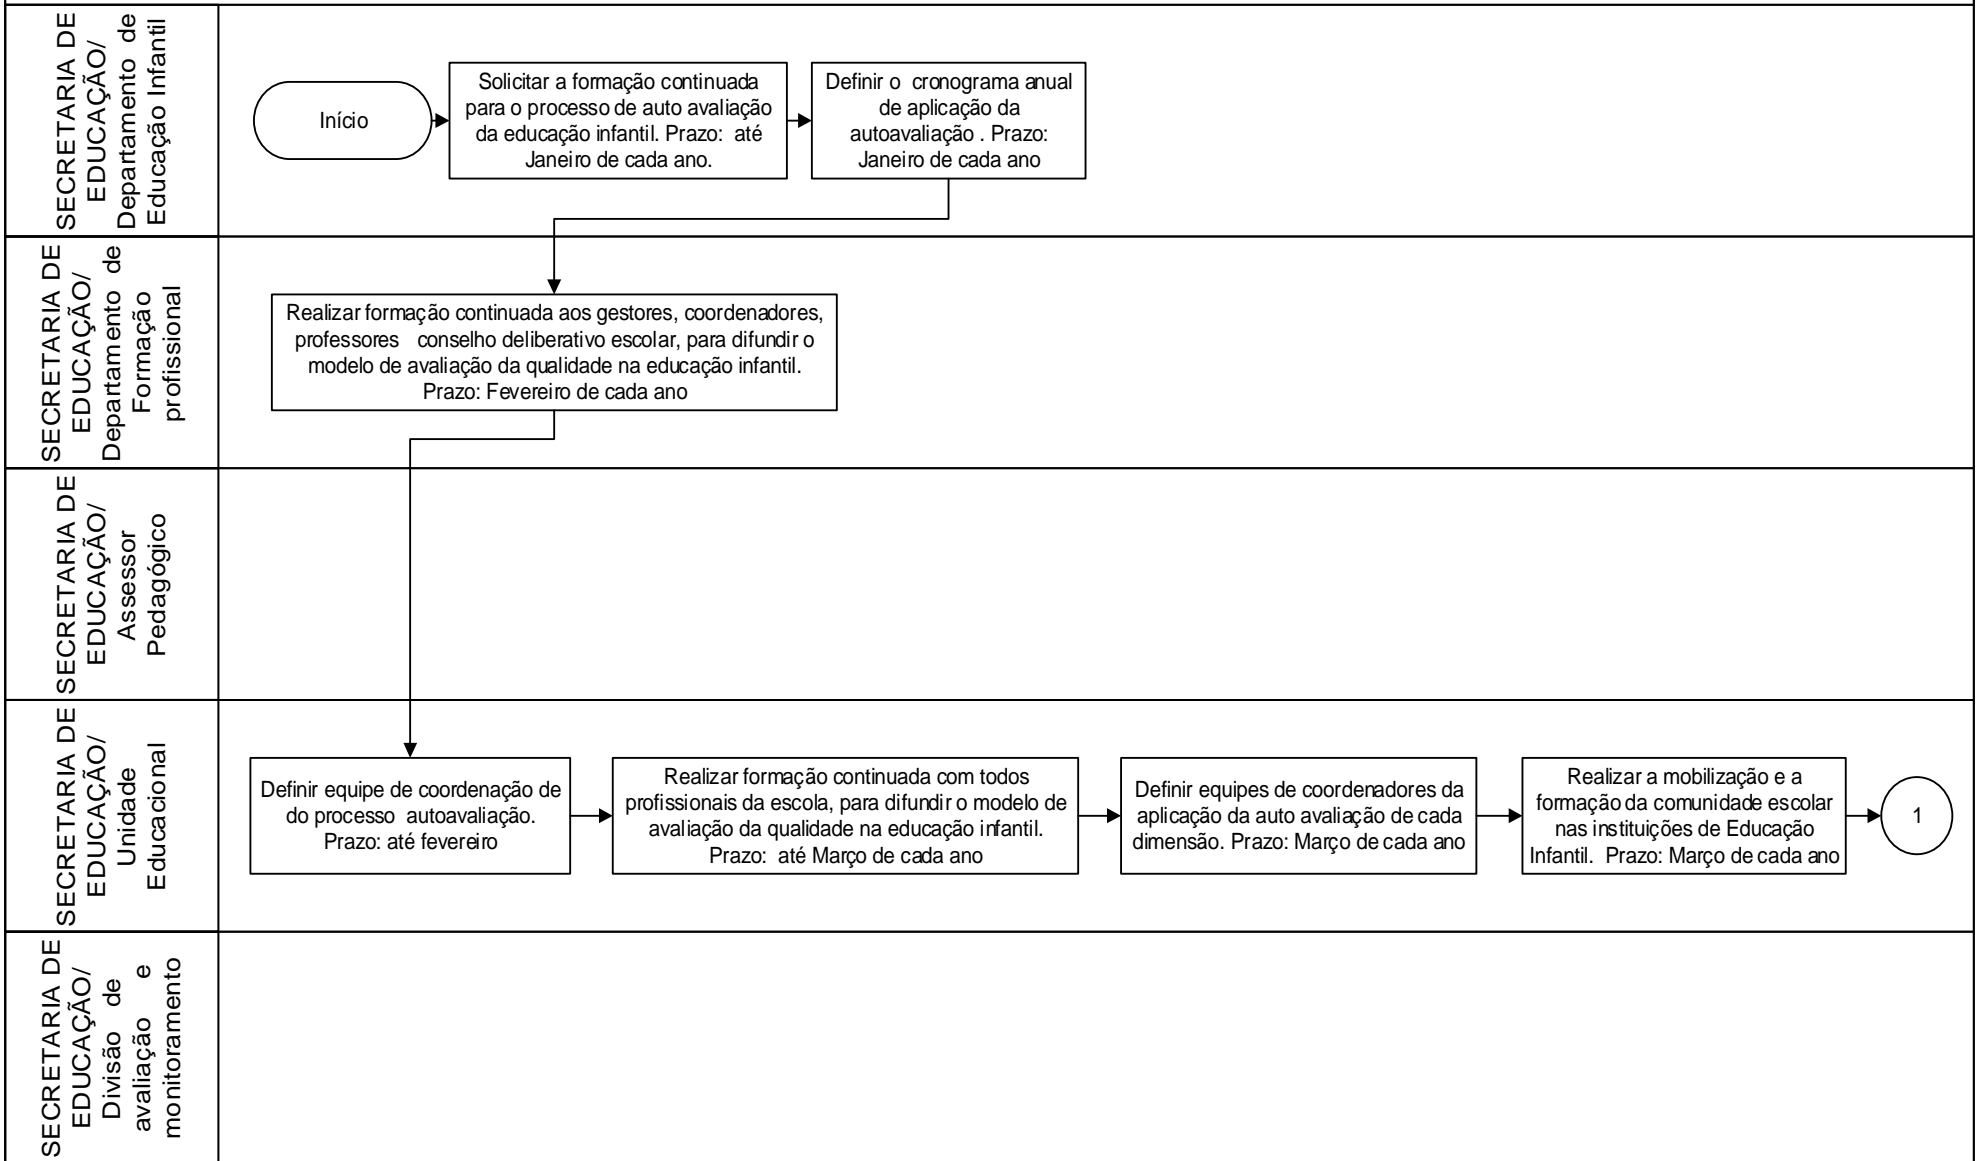 SECRETARIA DE
EDUCAÇÃO/
Departamento de
Educação Infantil
Início
Solicitar a formação continuada
para o processo de auto avaliação
da educação infantil. Prazo: até
Janeiro de cada ano.
Definir o cronograma anual
de aplicação da
autoavaliação . Prazo:
Janeiro de cada ano
SECRETARIA DE
EDUCAÇÃO/
Departamento de
Formação
profissional
Realizar formação continuada aos gestores, coordenadores,
professores conselho deliberativo escolar, para difundir o
modelo de avaliação da qualidade na educação infantil.
Prazo: Fevereiro de cada ano
SECRETARIA DE
EDUCAÇÃO/
Assessor
Pedagógico
SECRETARIA DE
EDUCAÇÃO/
Unidade
Educacional
Definir equipe de coordenação de
do processo autoavaliação.
Prazo: até fevereiro
Realizar formação continuada com todos
profissionais da escola, para difundir o modelo de
avaliação da qualidade na educação infantil.
Prazo: até Março de cada ano
Definir equipes de coordenadores da
aplicação da auto avaliação de cada
dimensão. Prazo: Março de cada ano
Realizar a mobilização e a
formação da comunidade escolar
nas instituições de Educação
Infantil. Prazo: Março de cada ano
1
SECRETARIA DE
EDUCAÇÃO/
Divisão de
avaliação e
monitoramento